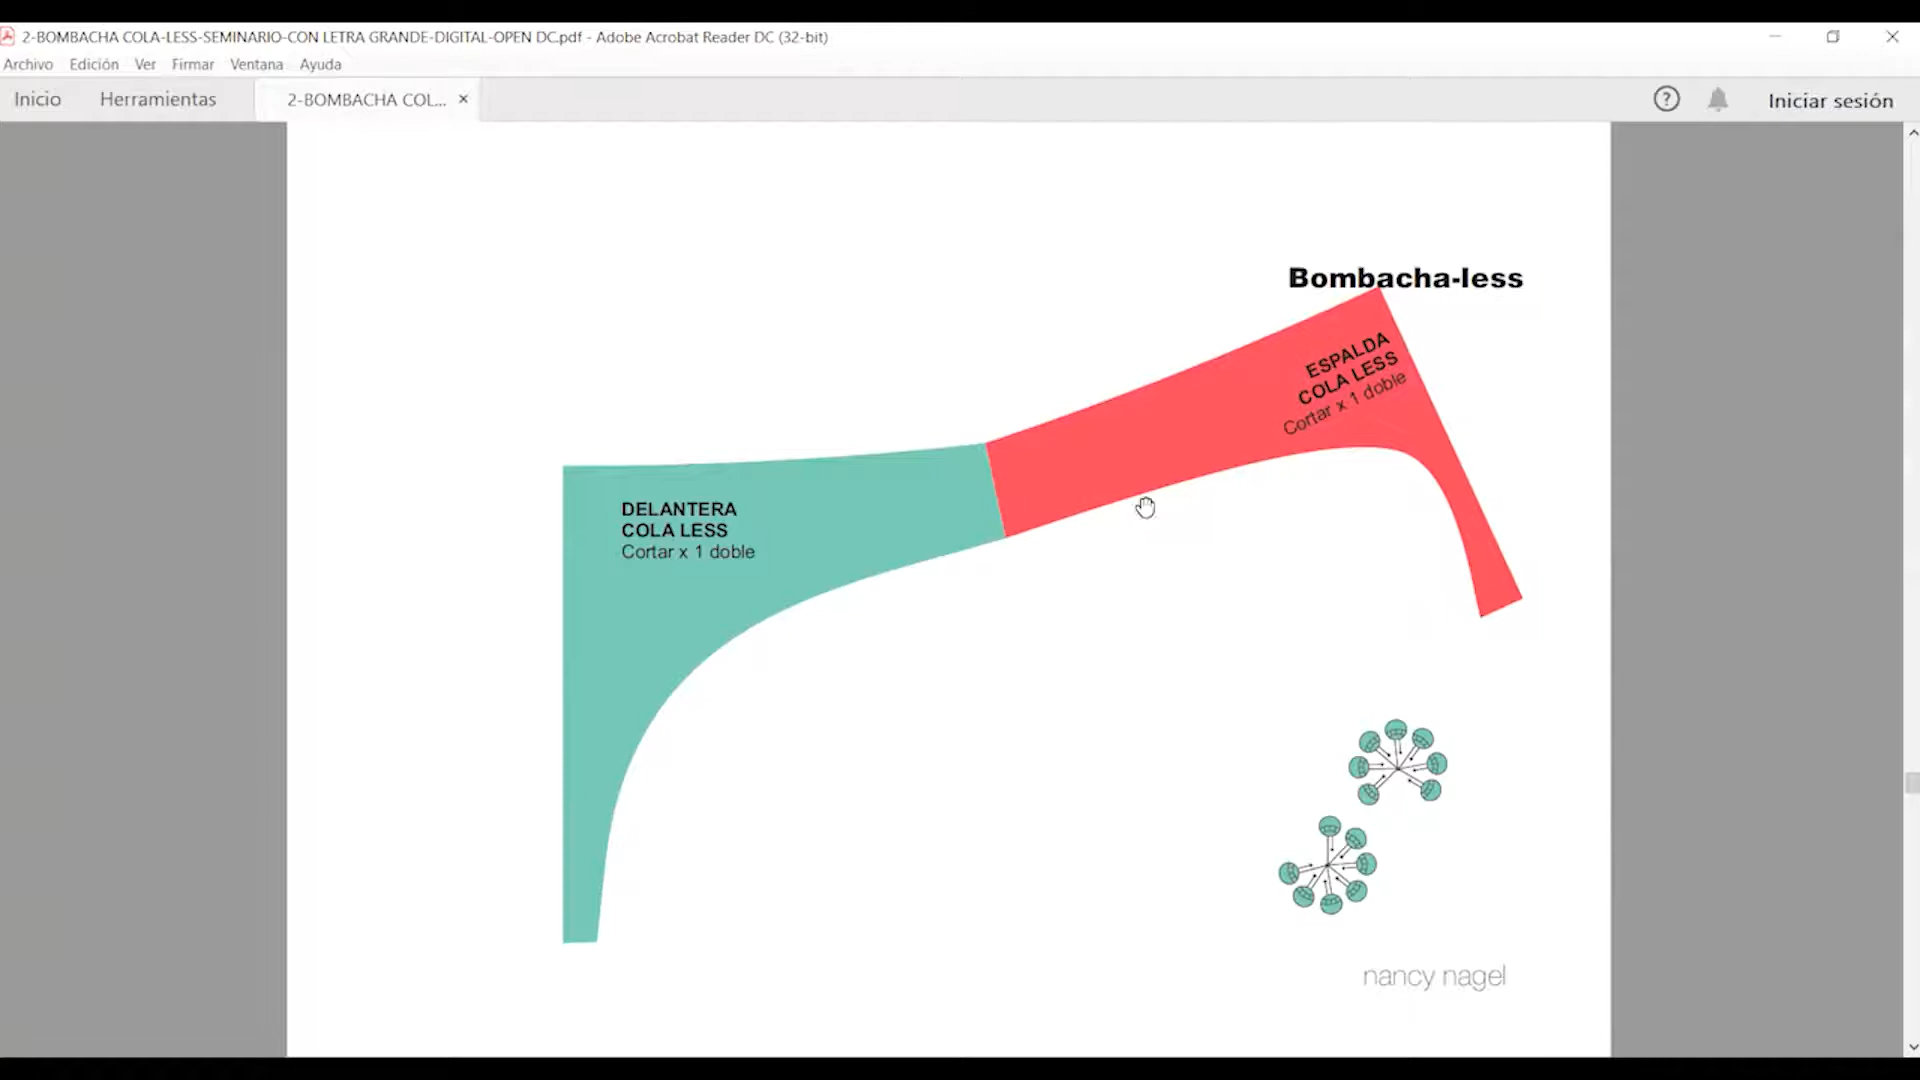 2-BOMBACHA COLA-LESS-SEMINARIO-CON LETRA GRANDE-DIGITAL-OPEN DC.pdf - Adobe Acrobat Reader DC (32-bit)
Archivo Edición Ver Firmar Ventana Ayuda
Inicio Herramientas 2-BOMBACHA COL... × ? Iniciar sesión
Bombacha-less
ESPALDA
COLA LESS
Cortar x 1 doble
DELANTERA
COLA LESS
Cortar x 1 doble
nancy nagel